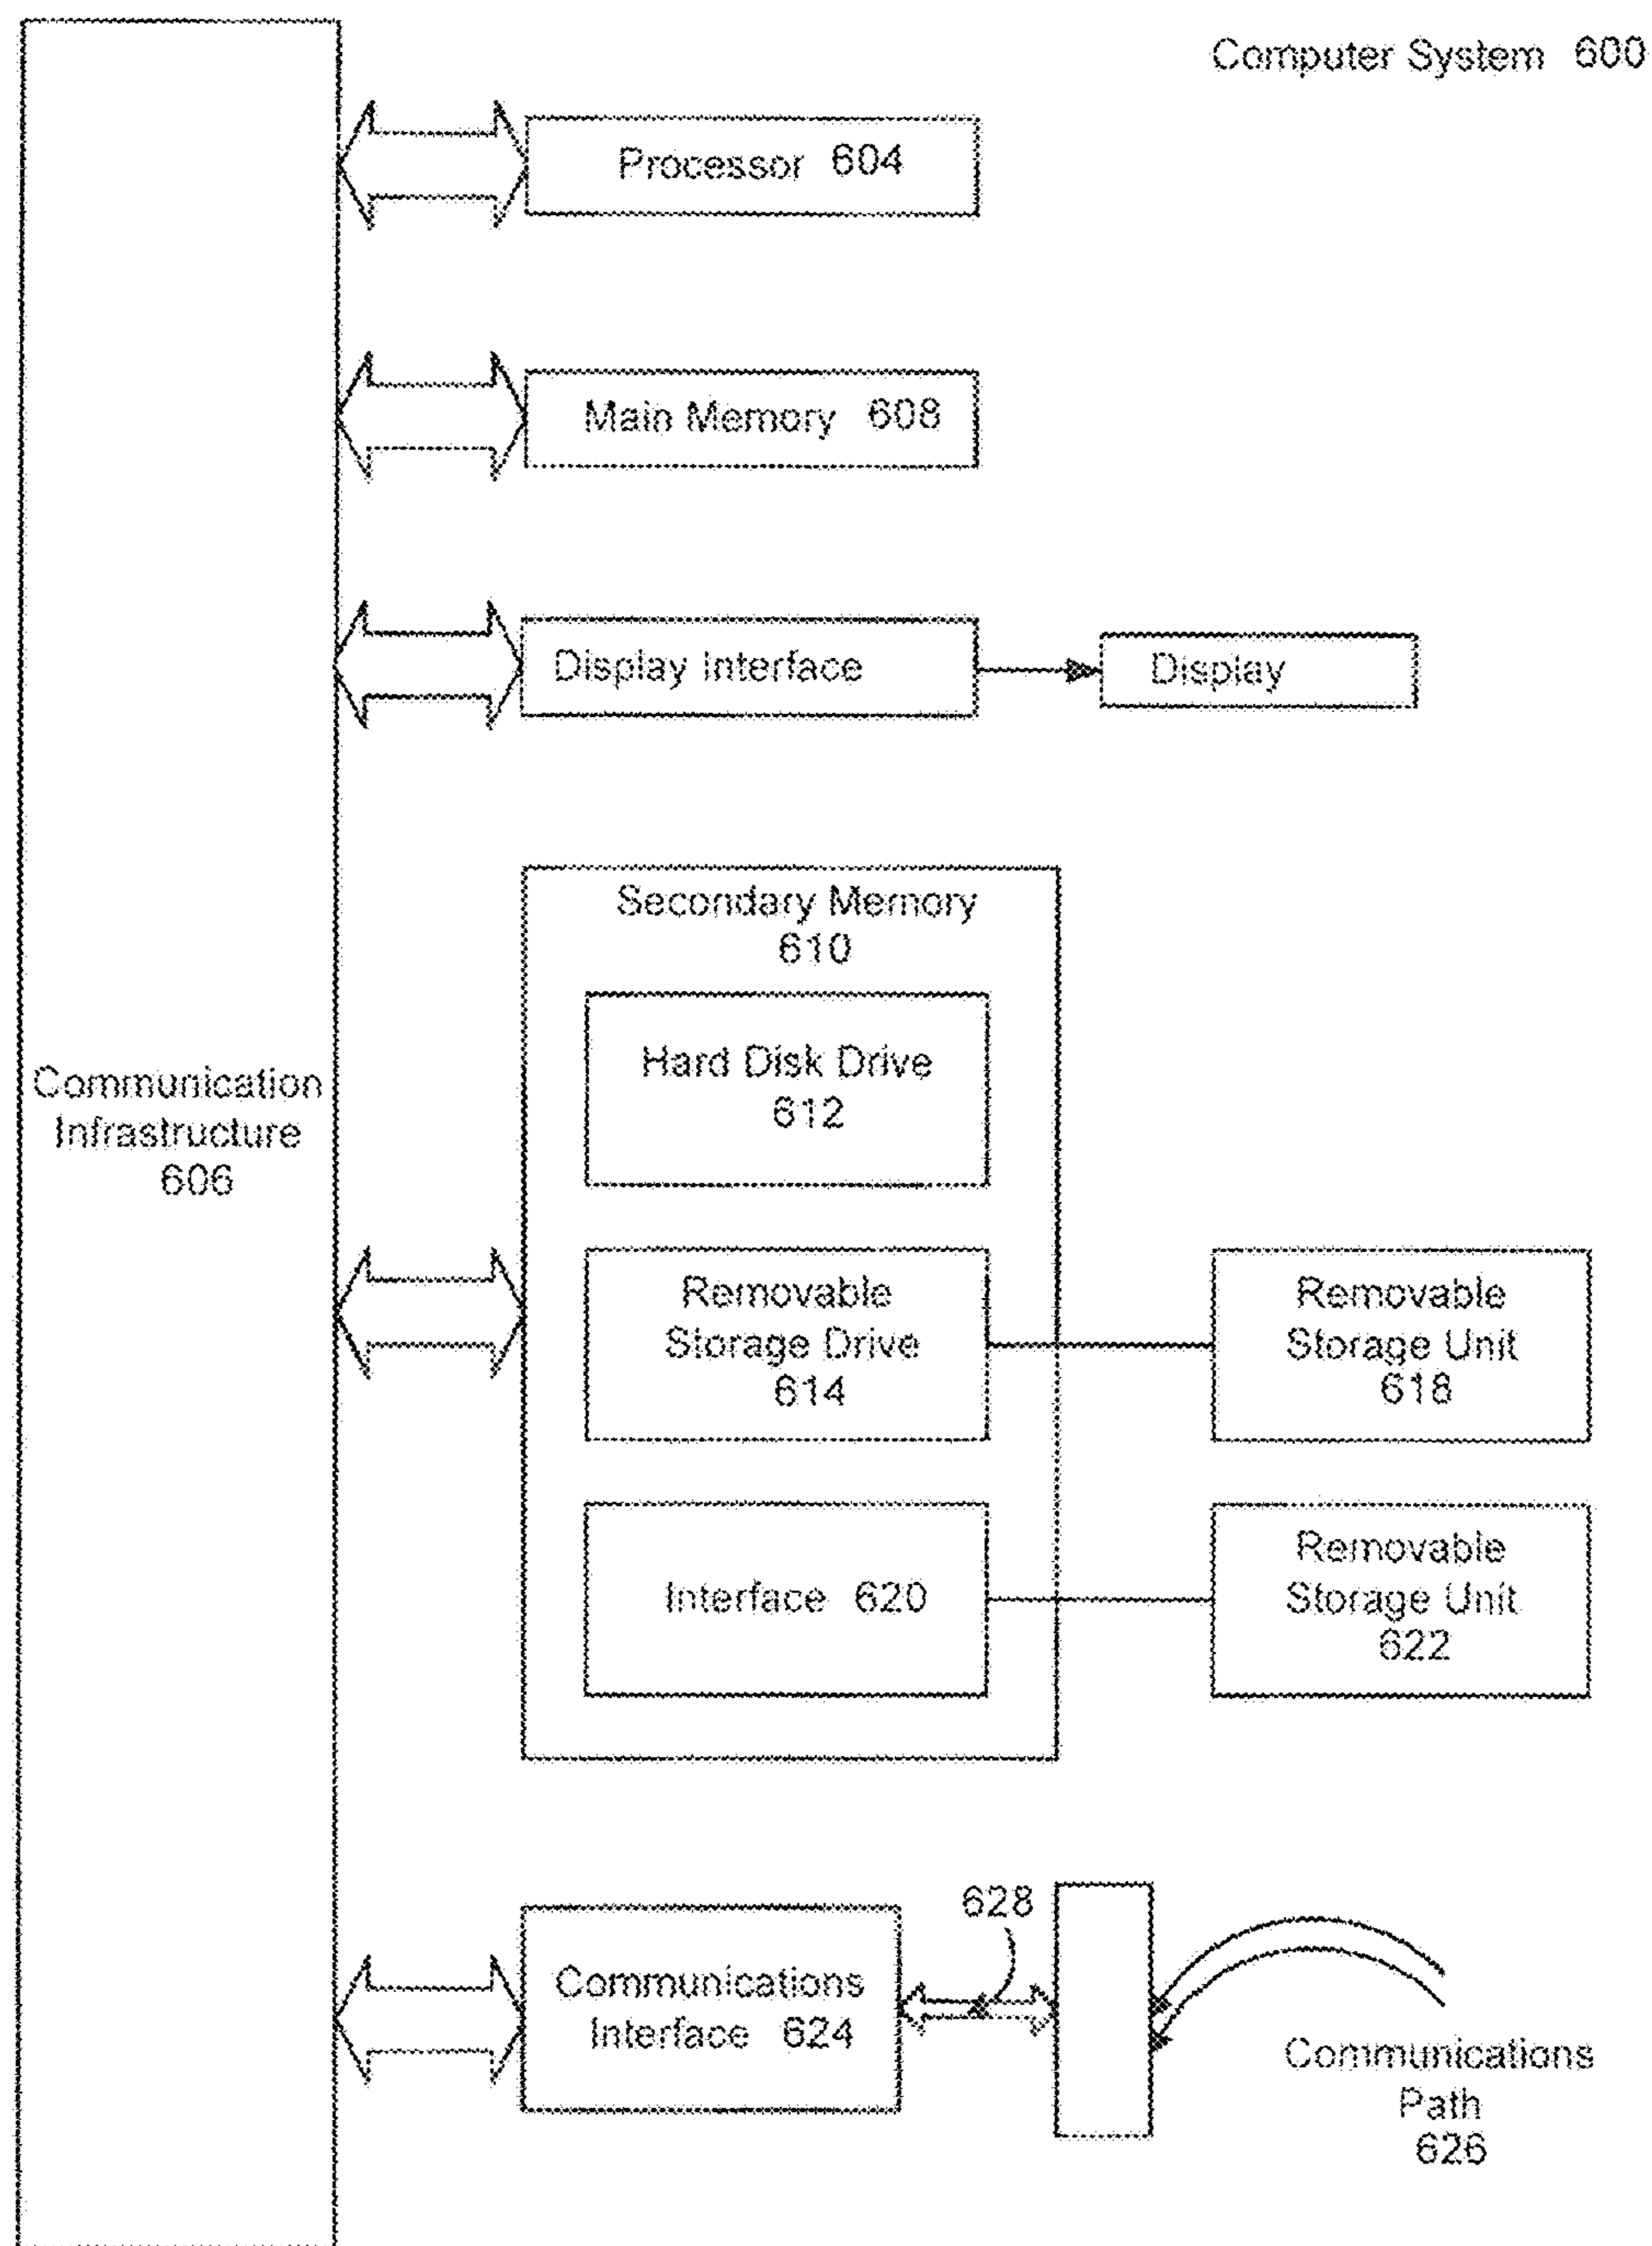 Computer System 600
Processor 604
Main Memory 608
Display Interface
Display
Secondary Memory
610
Hard Disk Drive
612
Communication
Infrastructure
606
Removable
Storage Drive
614
Removable
Storage Unit
618
Interface 620
Removable
Storage Unit
622
628
Communications
Interface 624
Communications
Path
626